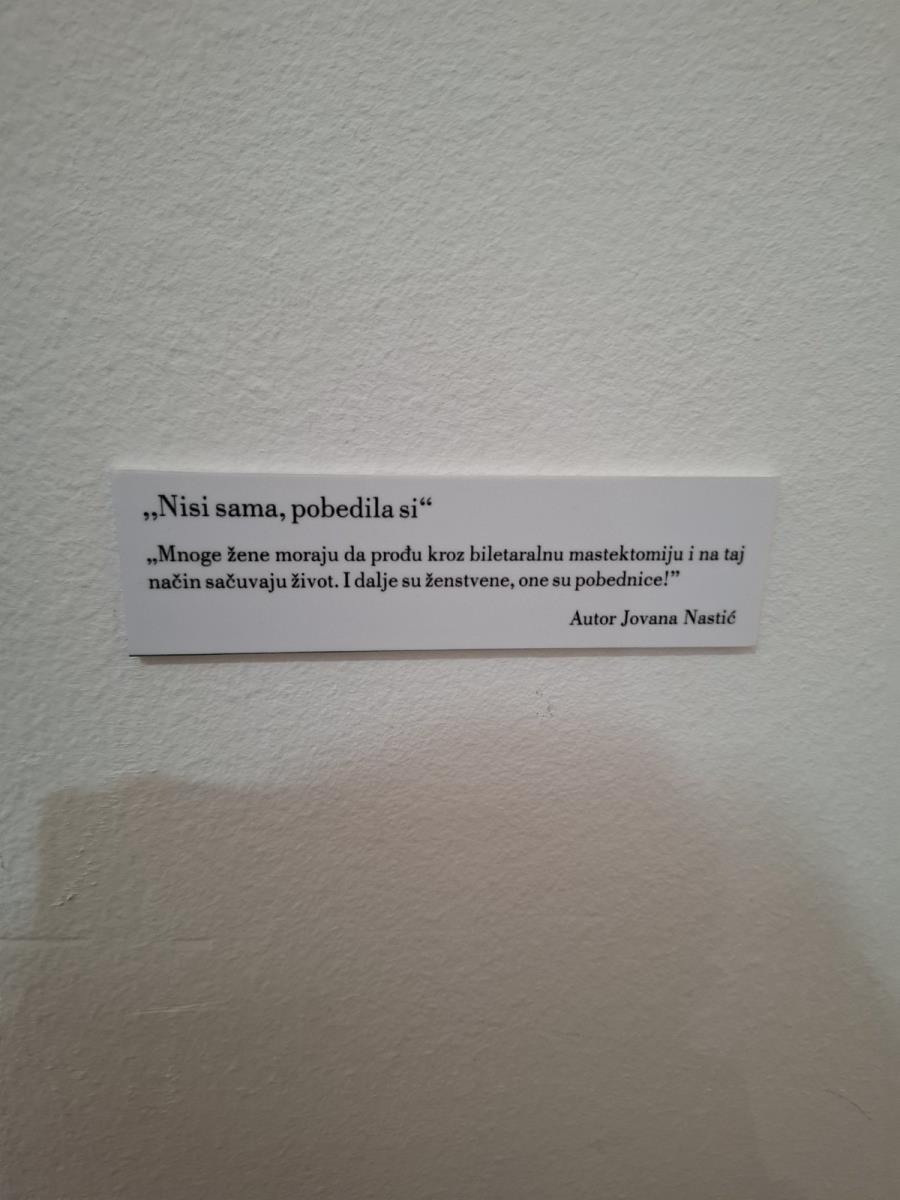 „Nisi sama, pobedila si“
„Mnoge žene moraju da prođu kroz biletaralnu mastektomiju i na taj
način sačuvaju život. I dalje su ženstvene, one su pobednice!”
Autor Jovana Nastić